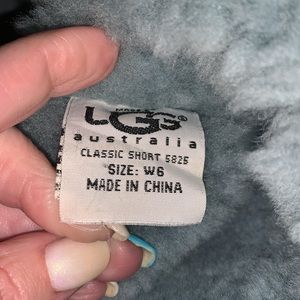 UGG®
australia
CLASSIC SHORT 5825
SIZE: W6
MADE IN CHINA